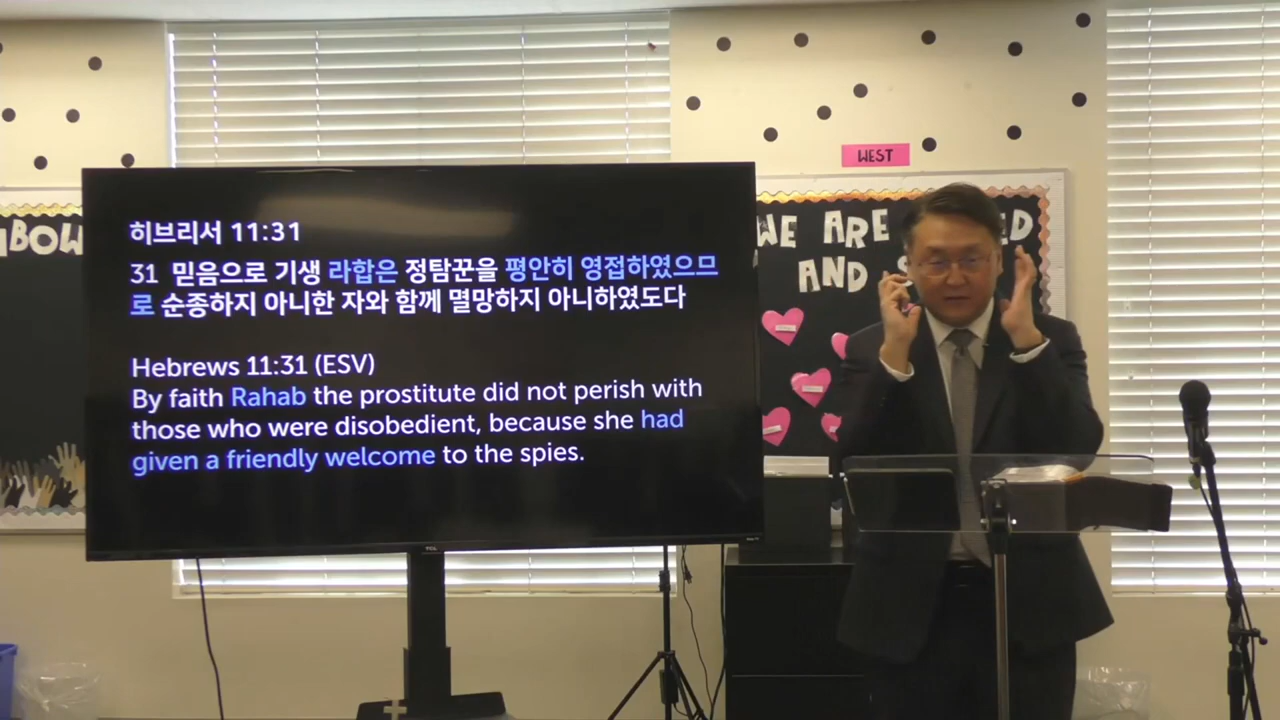 히브리서 11:31
31 믿음으로 기생 라합은 정탐꾼을 평안히 영접하였으므
로 순종하지 아니한 자와 함께 멸망하지 아니하였도다
Hebrews 11:31 (ESV)
By faith Rahab the prostitute did not perish with
those who were disobedient, because she had
given a friendly welcome to the spies.
TCL
WEST
WE ARE
AND